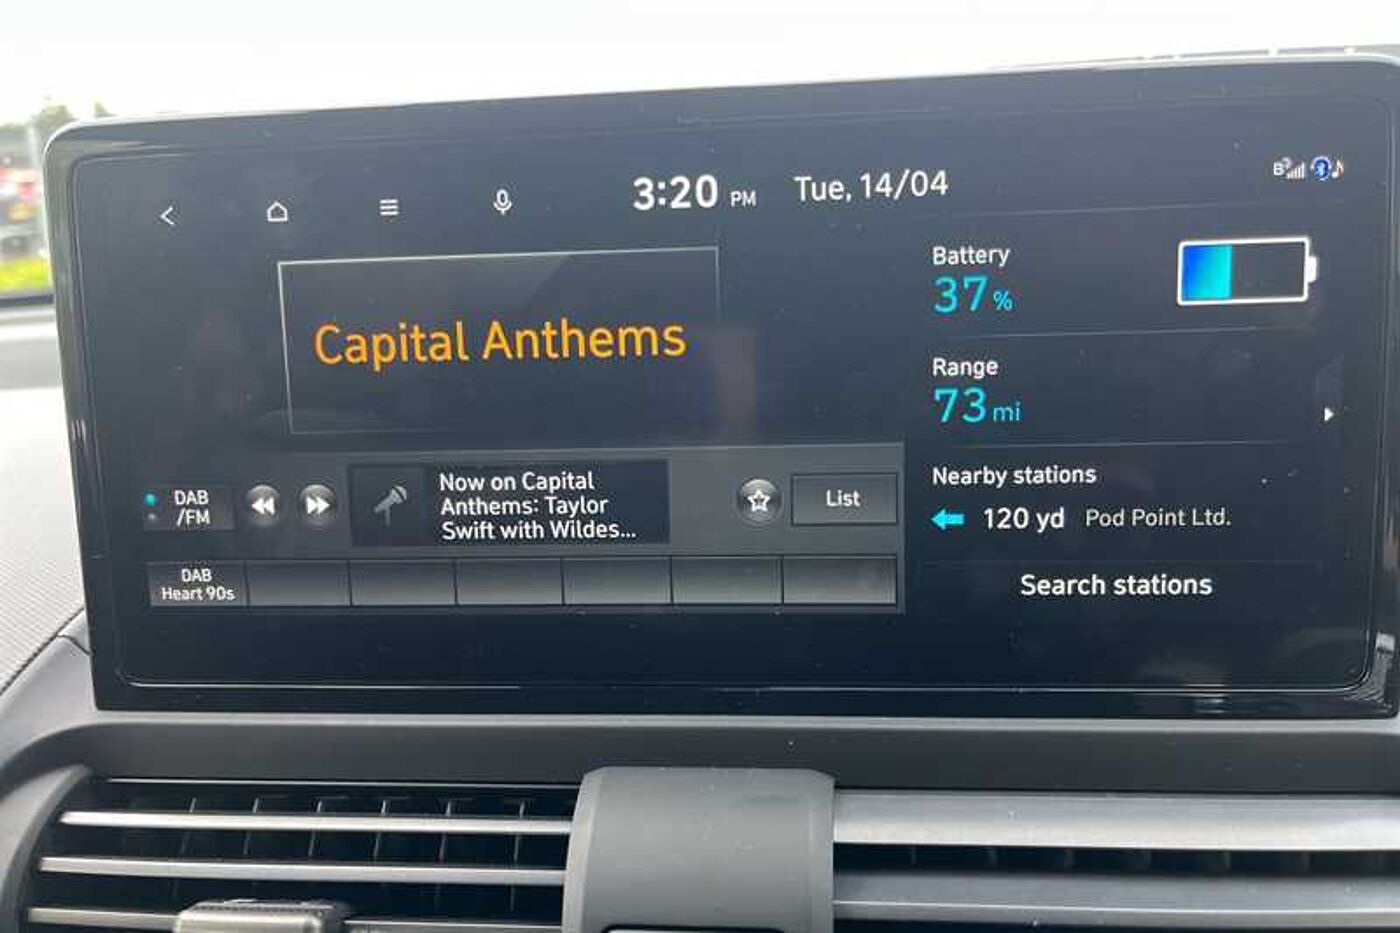 3:20 PM Tue, 14/04
Capital Anthems
Battery
37 %
Range
73 mi
DAB
/FM
Now on Capital
Anthems: Taylor
Swift with Wildes...
List
Nearby stations
120 yd Pod Point Ltd.
Search stations
DAB
Heart 90s